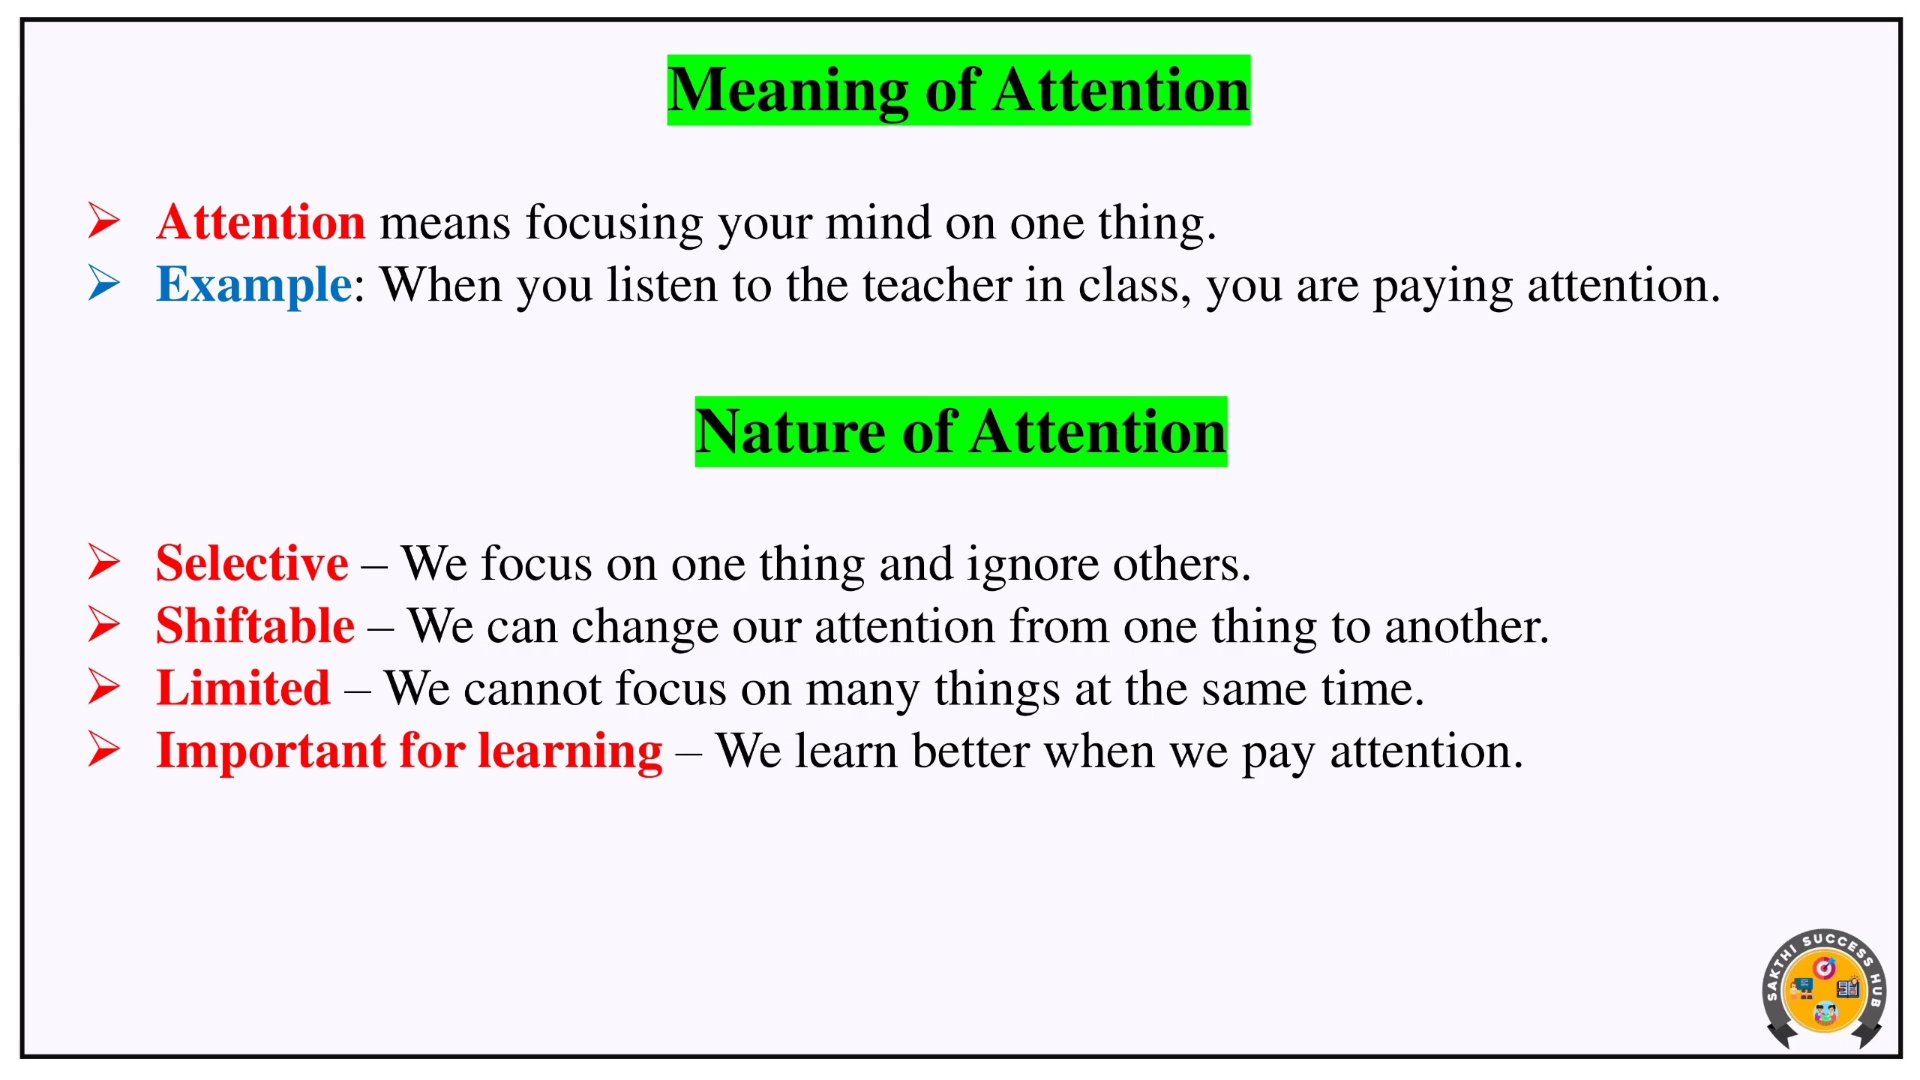 Meaning of Attention
➢ Attention means focusing your mind on one thing.
➢ Example: When you listen to the teacher in class, you are paying attention.
Nature of Attention
➢ Selective – We focus on one thing and ignore others.
➢ Shiftable – We can change our attention from one thing to another.
➢ Limited – We cannot focus on many things at the same time.
➢ Important for learning – We learn better when we pay attention.
SAKTHI SUCCESS HUB